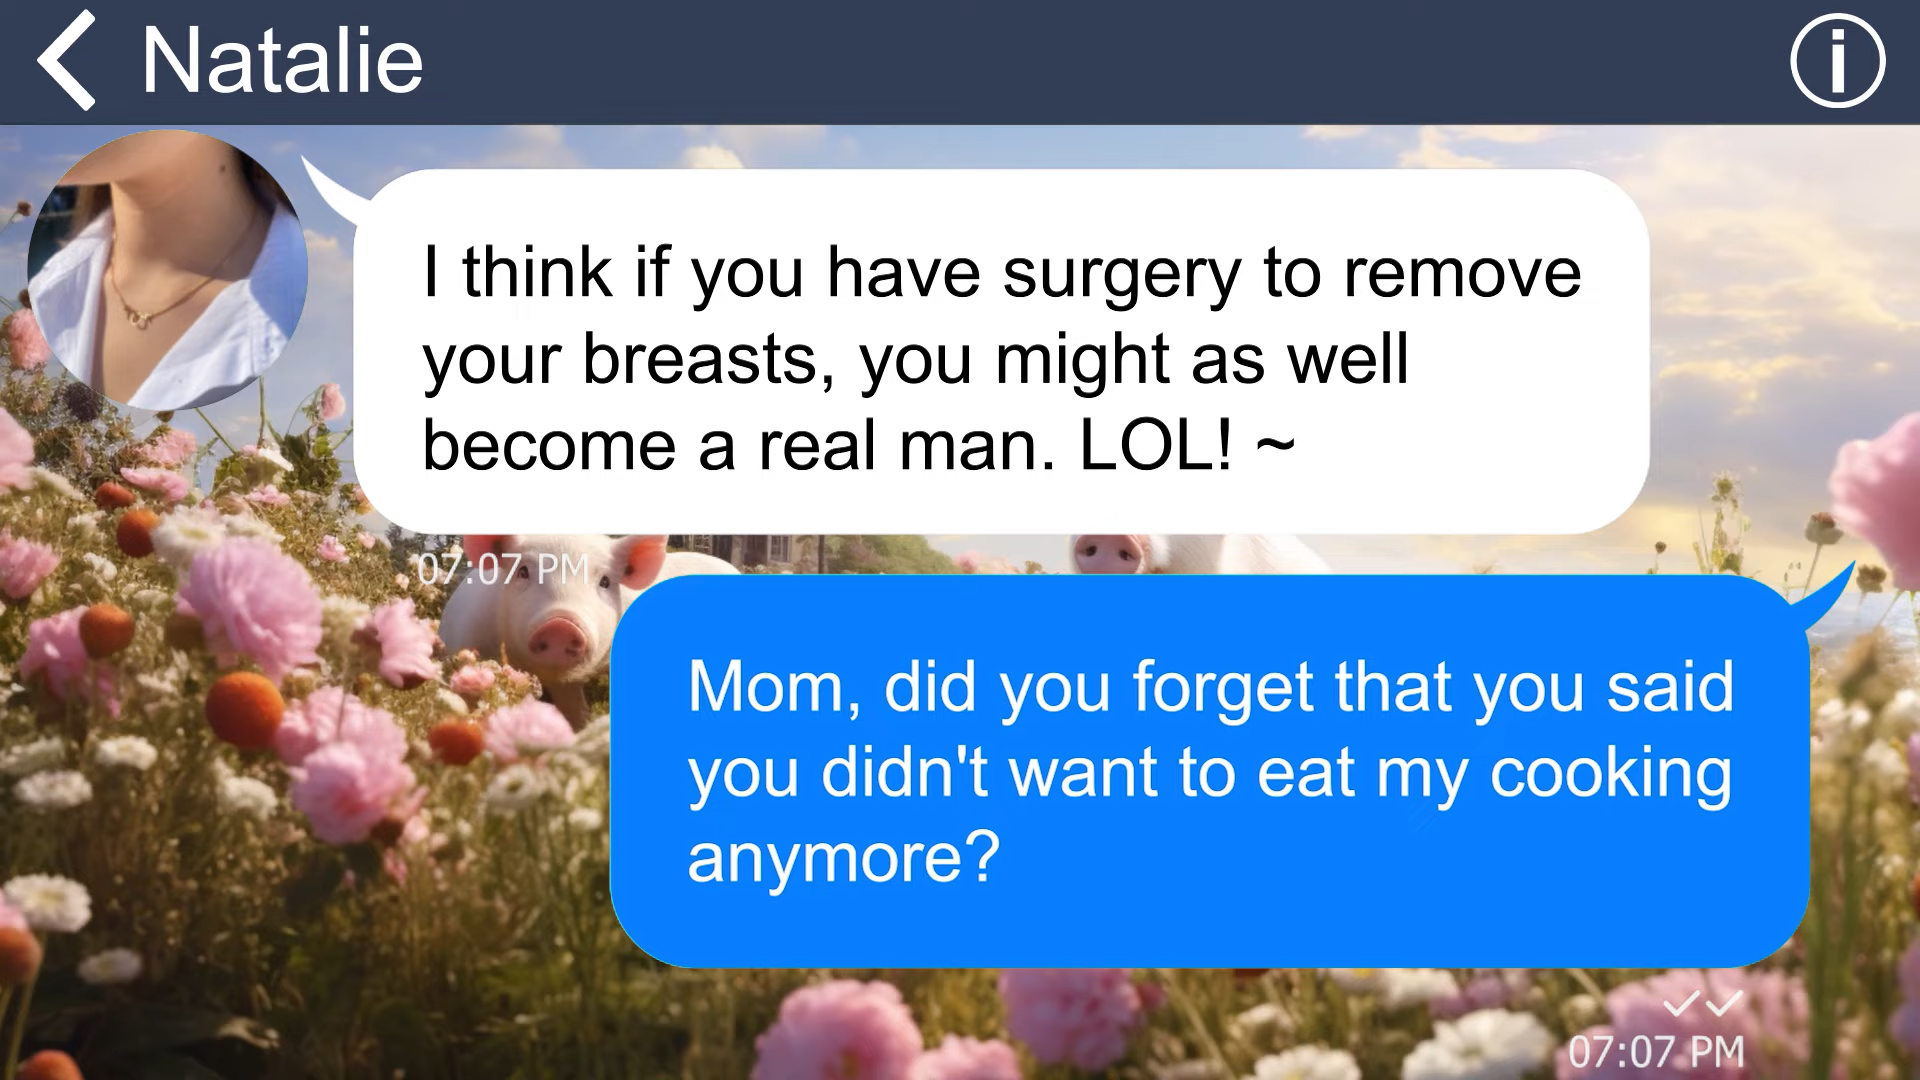 Natalie
I think if you have surgery to remove
your breasts, you might as well
become a real man. LOL! ~
07:07 PM
Mom, did you forget that you said
you didn't want to eat my cooking
anymore?
07:07 PM